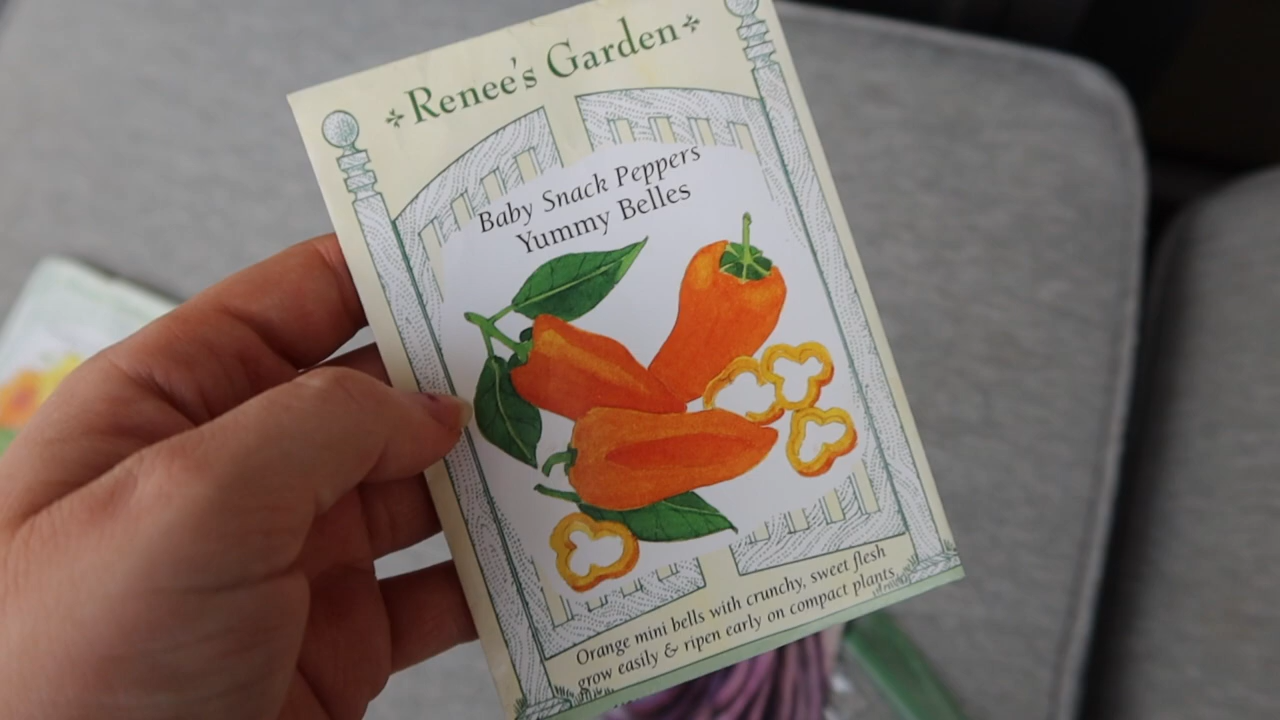 Renee's Garden
Baby Snack Peppers
Yummy Belles
Orange mini bells with crunchy, sweet flesh
grow easily & ripen early on compact plants